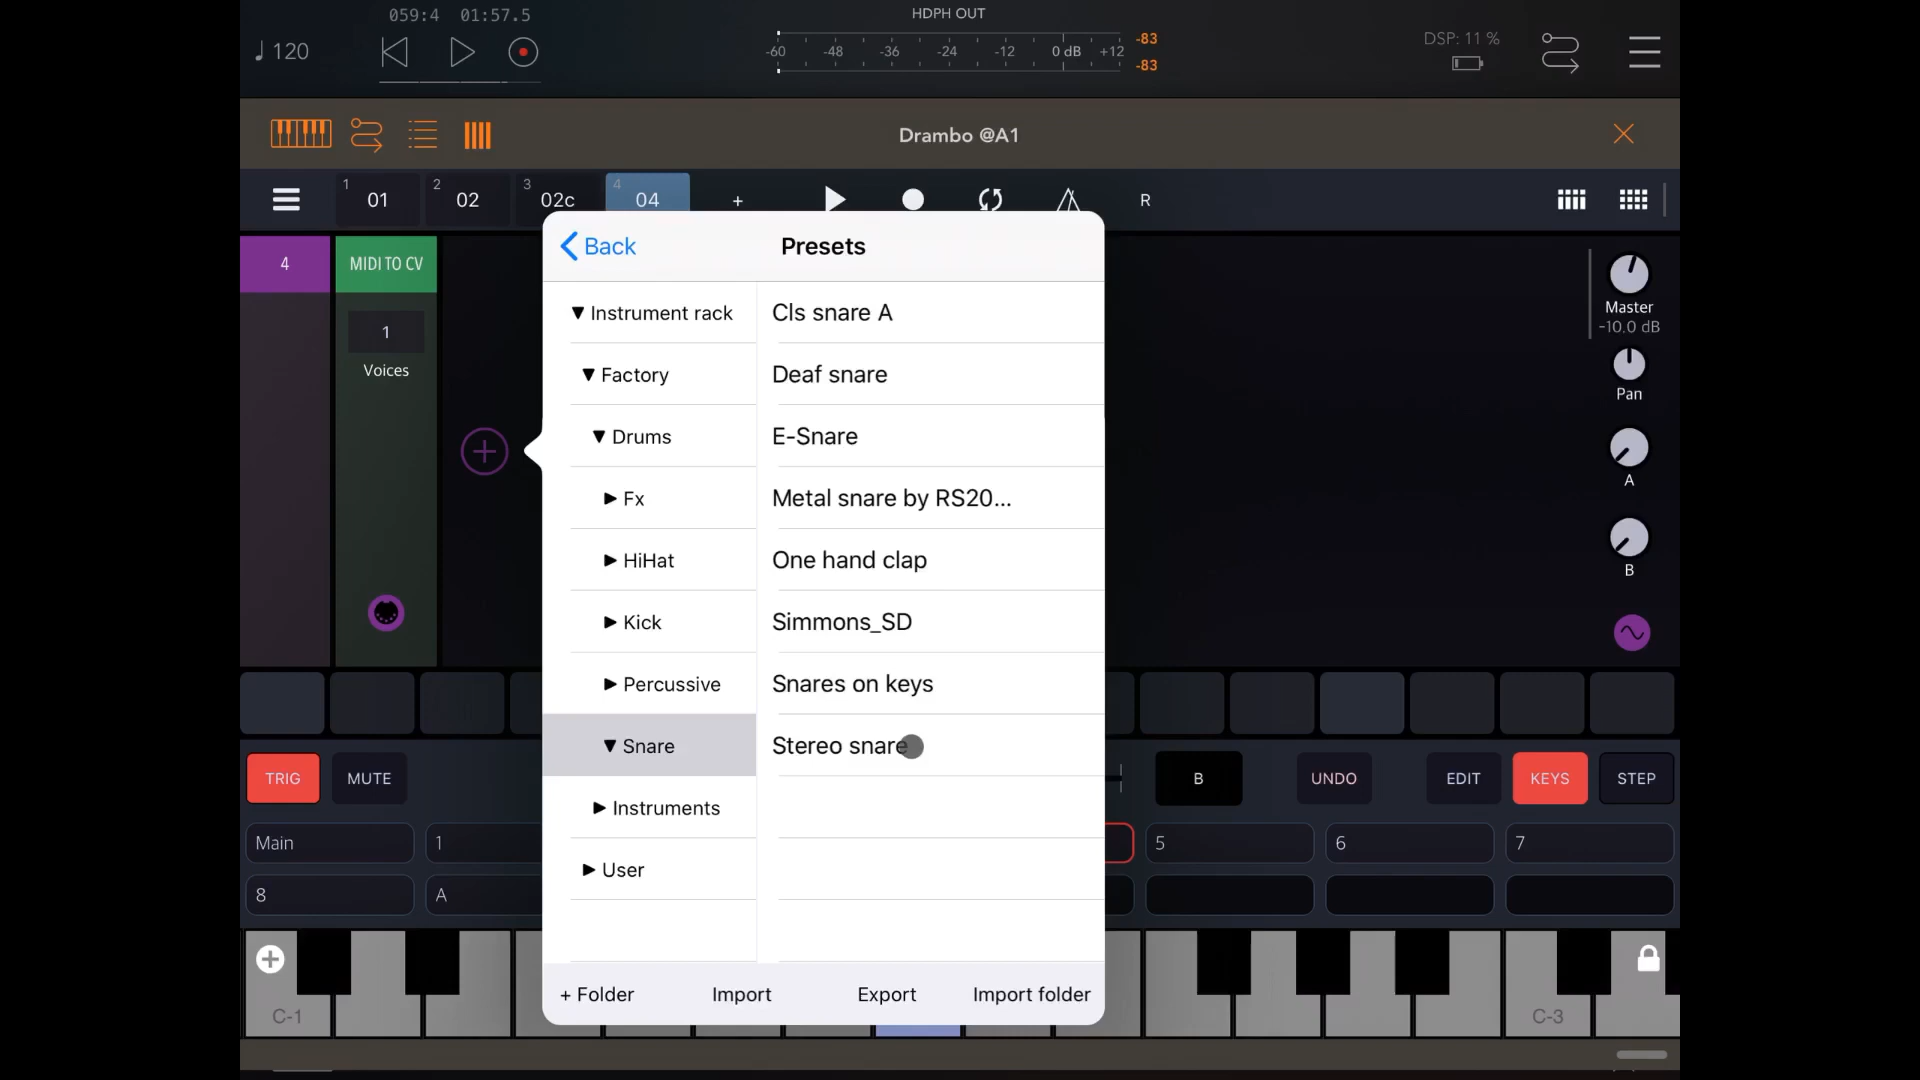 059:4 01:57.5
HDPH OUT
120
-60 -48 -36 -24 -12 0 dB +12
-83
-83
DSP: 11 %
Drambo @A1
1 01
2 02
3 02c
4 04
+
R
4
MIDI TO CV
1
Voices
Back
Presets
Instrument rack
Factory
Drums
Fx
HiHat
Kick
Percussive
Snare
Instruments
User
Cls snare A
Deaf snare
E-Snare
Metal snare by RS20...
One hand clap
Simmons_SD
Snares on keys
Stereo snare
+ Folder
Import
Export
Import folder
Master
-10.0 dB
Pan
A
B
TRIG
MUTE
B
UNDO
EDIT
KEYS
STEP
Main
1
5
6
7
8
A
C-1
C-3